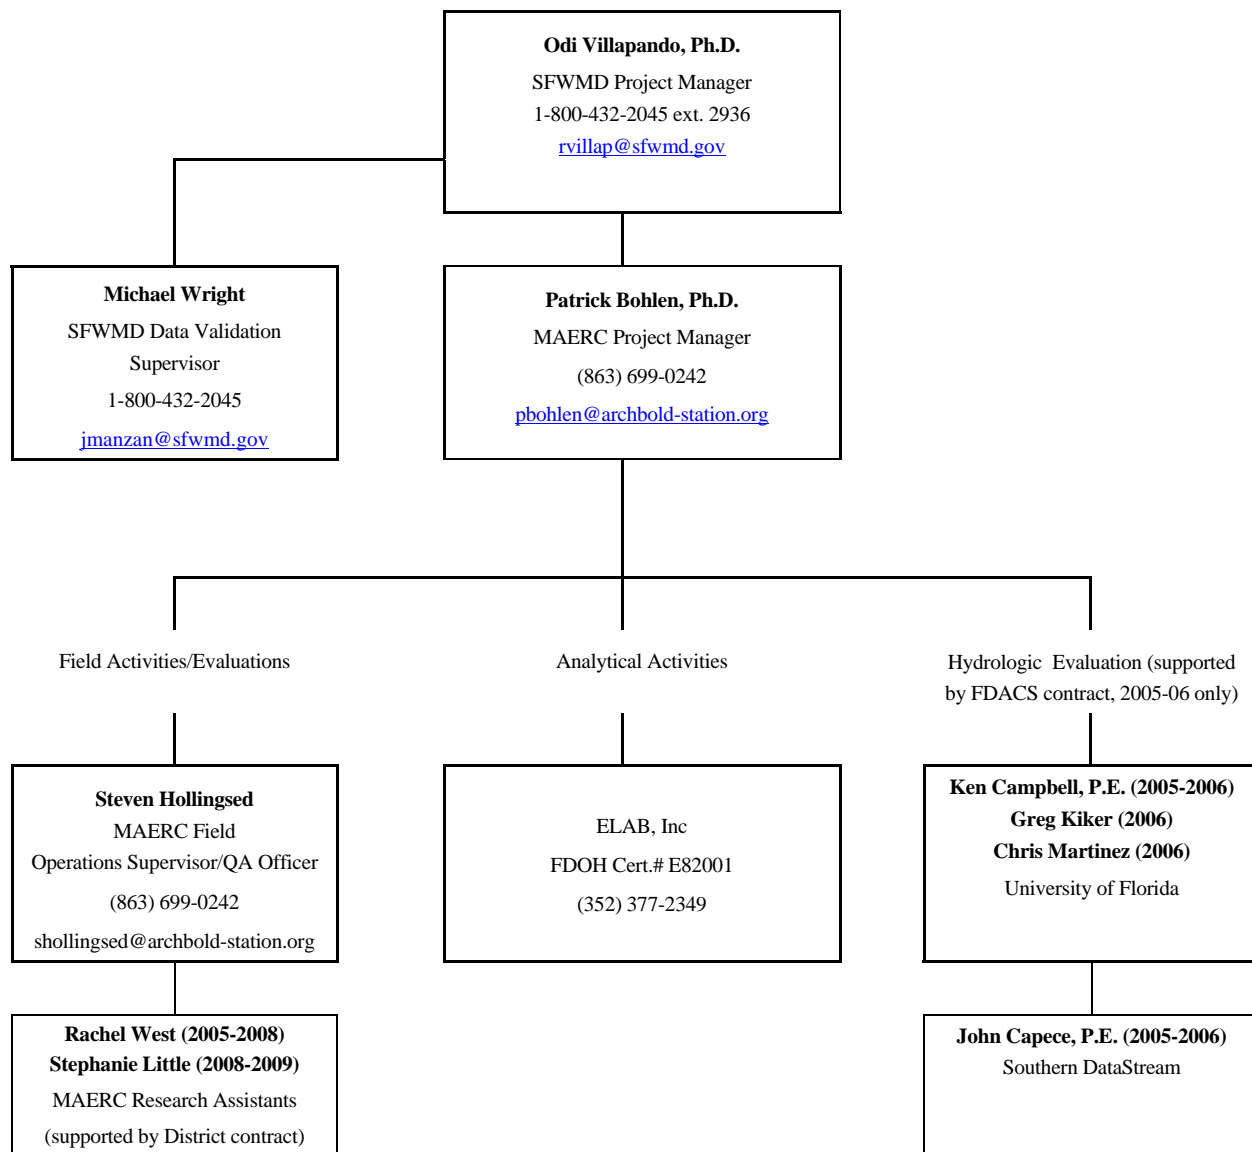 Odi Villapando, Ph.D.
SFWMD Project Manager
1-800-432-2045 ext. 2936
rvillap@sfwmd.gov
Michael Wright
SFWMD Data Validation
Supervisor
1-800-432-2045
jmanzan@sfwmd.gov
Patrick Bohlen, Ph.D.
MAERC Project Manager
(863) 699-0242
pbohlen@archbold-station.org
Field Activities/Evaluations
Analytical Activities
Hydrologic Evaluation (supported
by FDACS contract, 2005-06 only)
Steven Hollingsed
MAERC Field
Operations Supervisor/QA Officer
(863) 699-0242
shollingsed@archbold-station.org
ELAB, Inc
FDOH Cert.# E82001
(352) 377-2349
Ken Campbell, P.E. (2005-2006)
Greg Kiker (2006)
Chris Martinez (2006)
University of Florida
Rachel West (2005-2008)
Stephanie Little (2008-2009)
MAERC Research Assistants
(supported by District contract)
John Capece, P.E. (2005-2006)
Southern DataStream